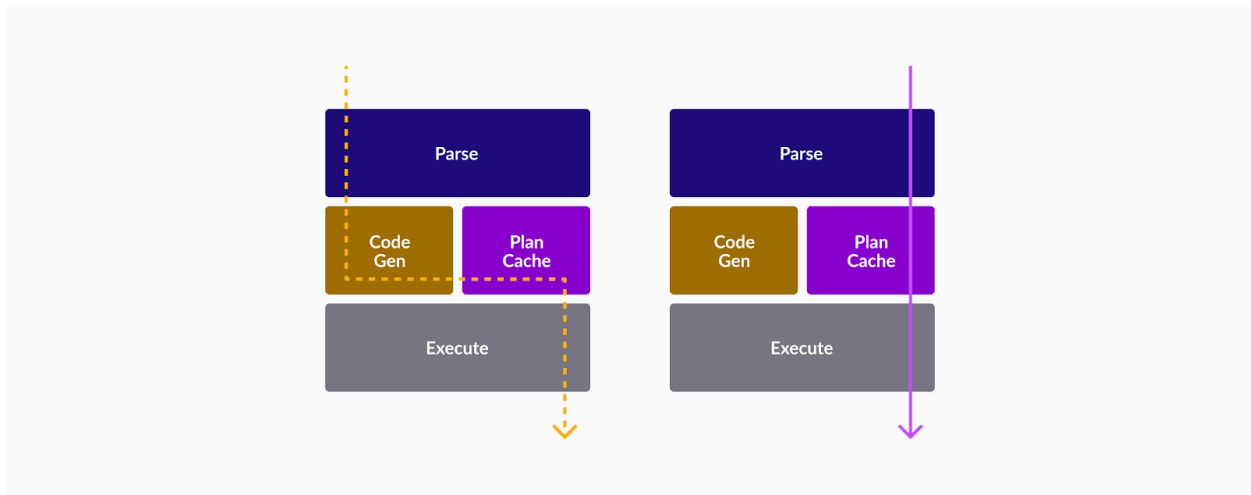 Parse
Code
Gen
Plan
Cache
Execute
Parse
Code
Gen
Plan
Cache
Execute